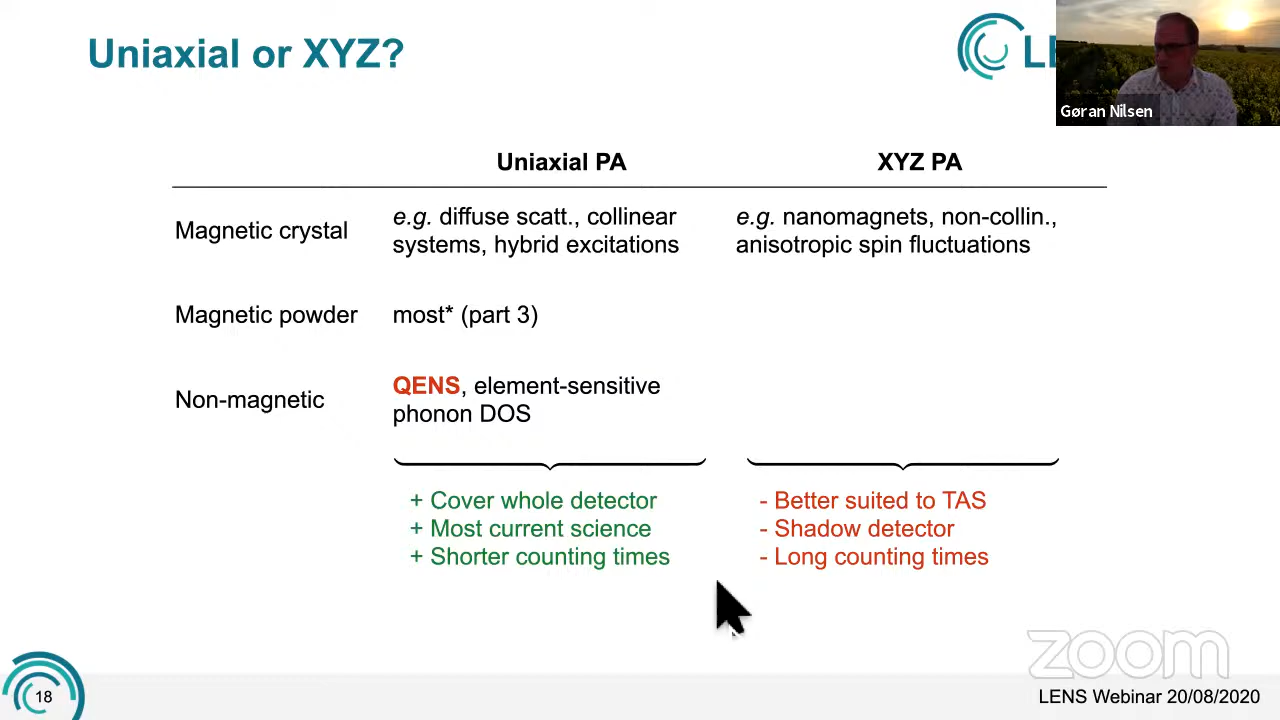 Uniaxial or XYZ?
Gøran Nilsen
Uniaxial PA
XYZ PA
Magnetic crystal
e.g. diffuse scatt., collinear
systems, hybrid excitations
e.g. nanomagnets, non-collin.,
anisotropic spin fluctuations
Magnetic powder
most* (part 3)
Non-magnetic
QENS, element-sensitive
phonon DOS
+ Cover whole detector
+ Most current science
+ Shorter counting times
- Better suited to TAS
- Shadow detector
- Long counting times
zoom
18
LENS Webinar 20/08/2020